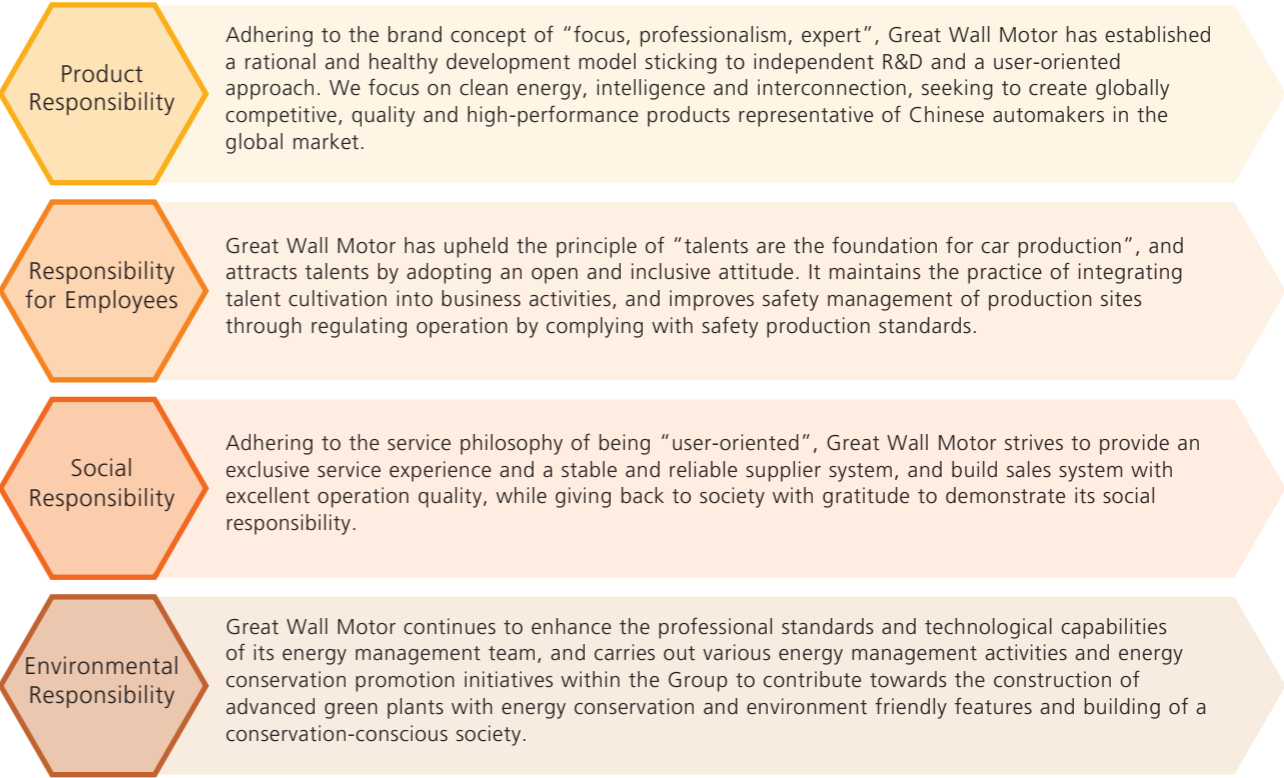 Product
Responsibility
Adhering to the brand concept of “focus, professionalism, expert”, Great Wall Motor has established
a rational and healthy development model sticking to independent R&D and a user-oriented
approach. We focus on clean energy, intelligence and interconnection, seeking to create globally
competitive, quality and high-performance products representative of Chinese automakers in the
global market.
Responsibility
for Employees
Great Wall Motor has upheld the principle of “talents are the foundation for car production”, and
attracts talents by adopting an open and inclusive attitude. It maintains the practice of integrating
talent cultivation into business activities, and improves safety management of production sites
through regulating operation by complying with safety production standards.
Social
Responsibility
Adhering to the service philosophy of being “user-oriented”, Great Wall Motor strives to provide an
exclusive service experience and a stable and reliable supplier system, and build sales system with
excellent operation quality, while giving back to society with gratitude to demonstrate its social
responsibility.
Environmental
Responsibility
Great Wall Motor continues to enhance the professional standards and technological capabilities
of its energy management team, and carries out various energy management activities and energy
conservation promotion initiatives within the Group to contribute towards the construction of
advanced green plants with energy conservation and environment friendly features and building of a
conservation-conscious society.